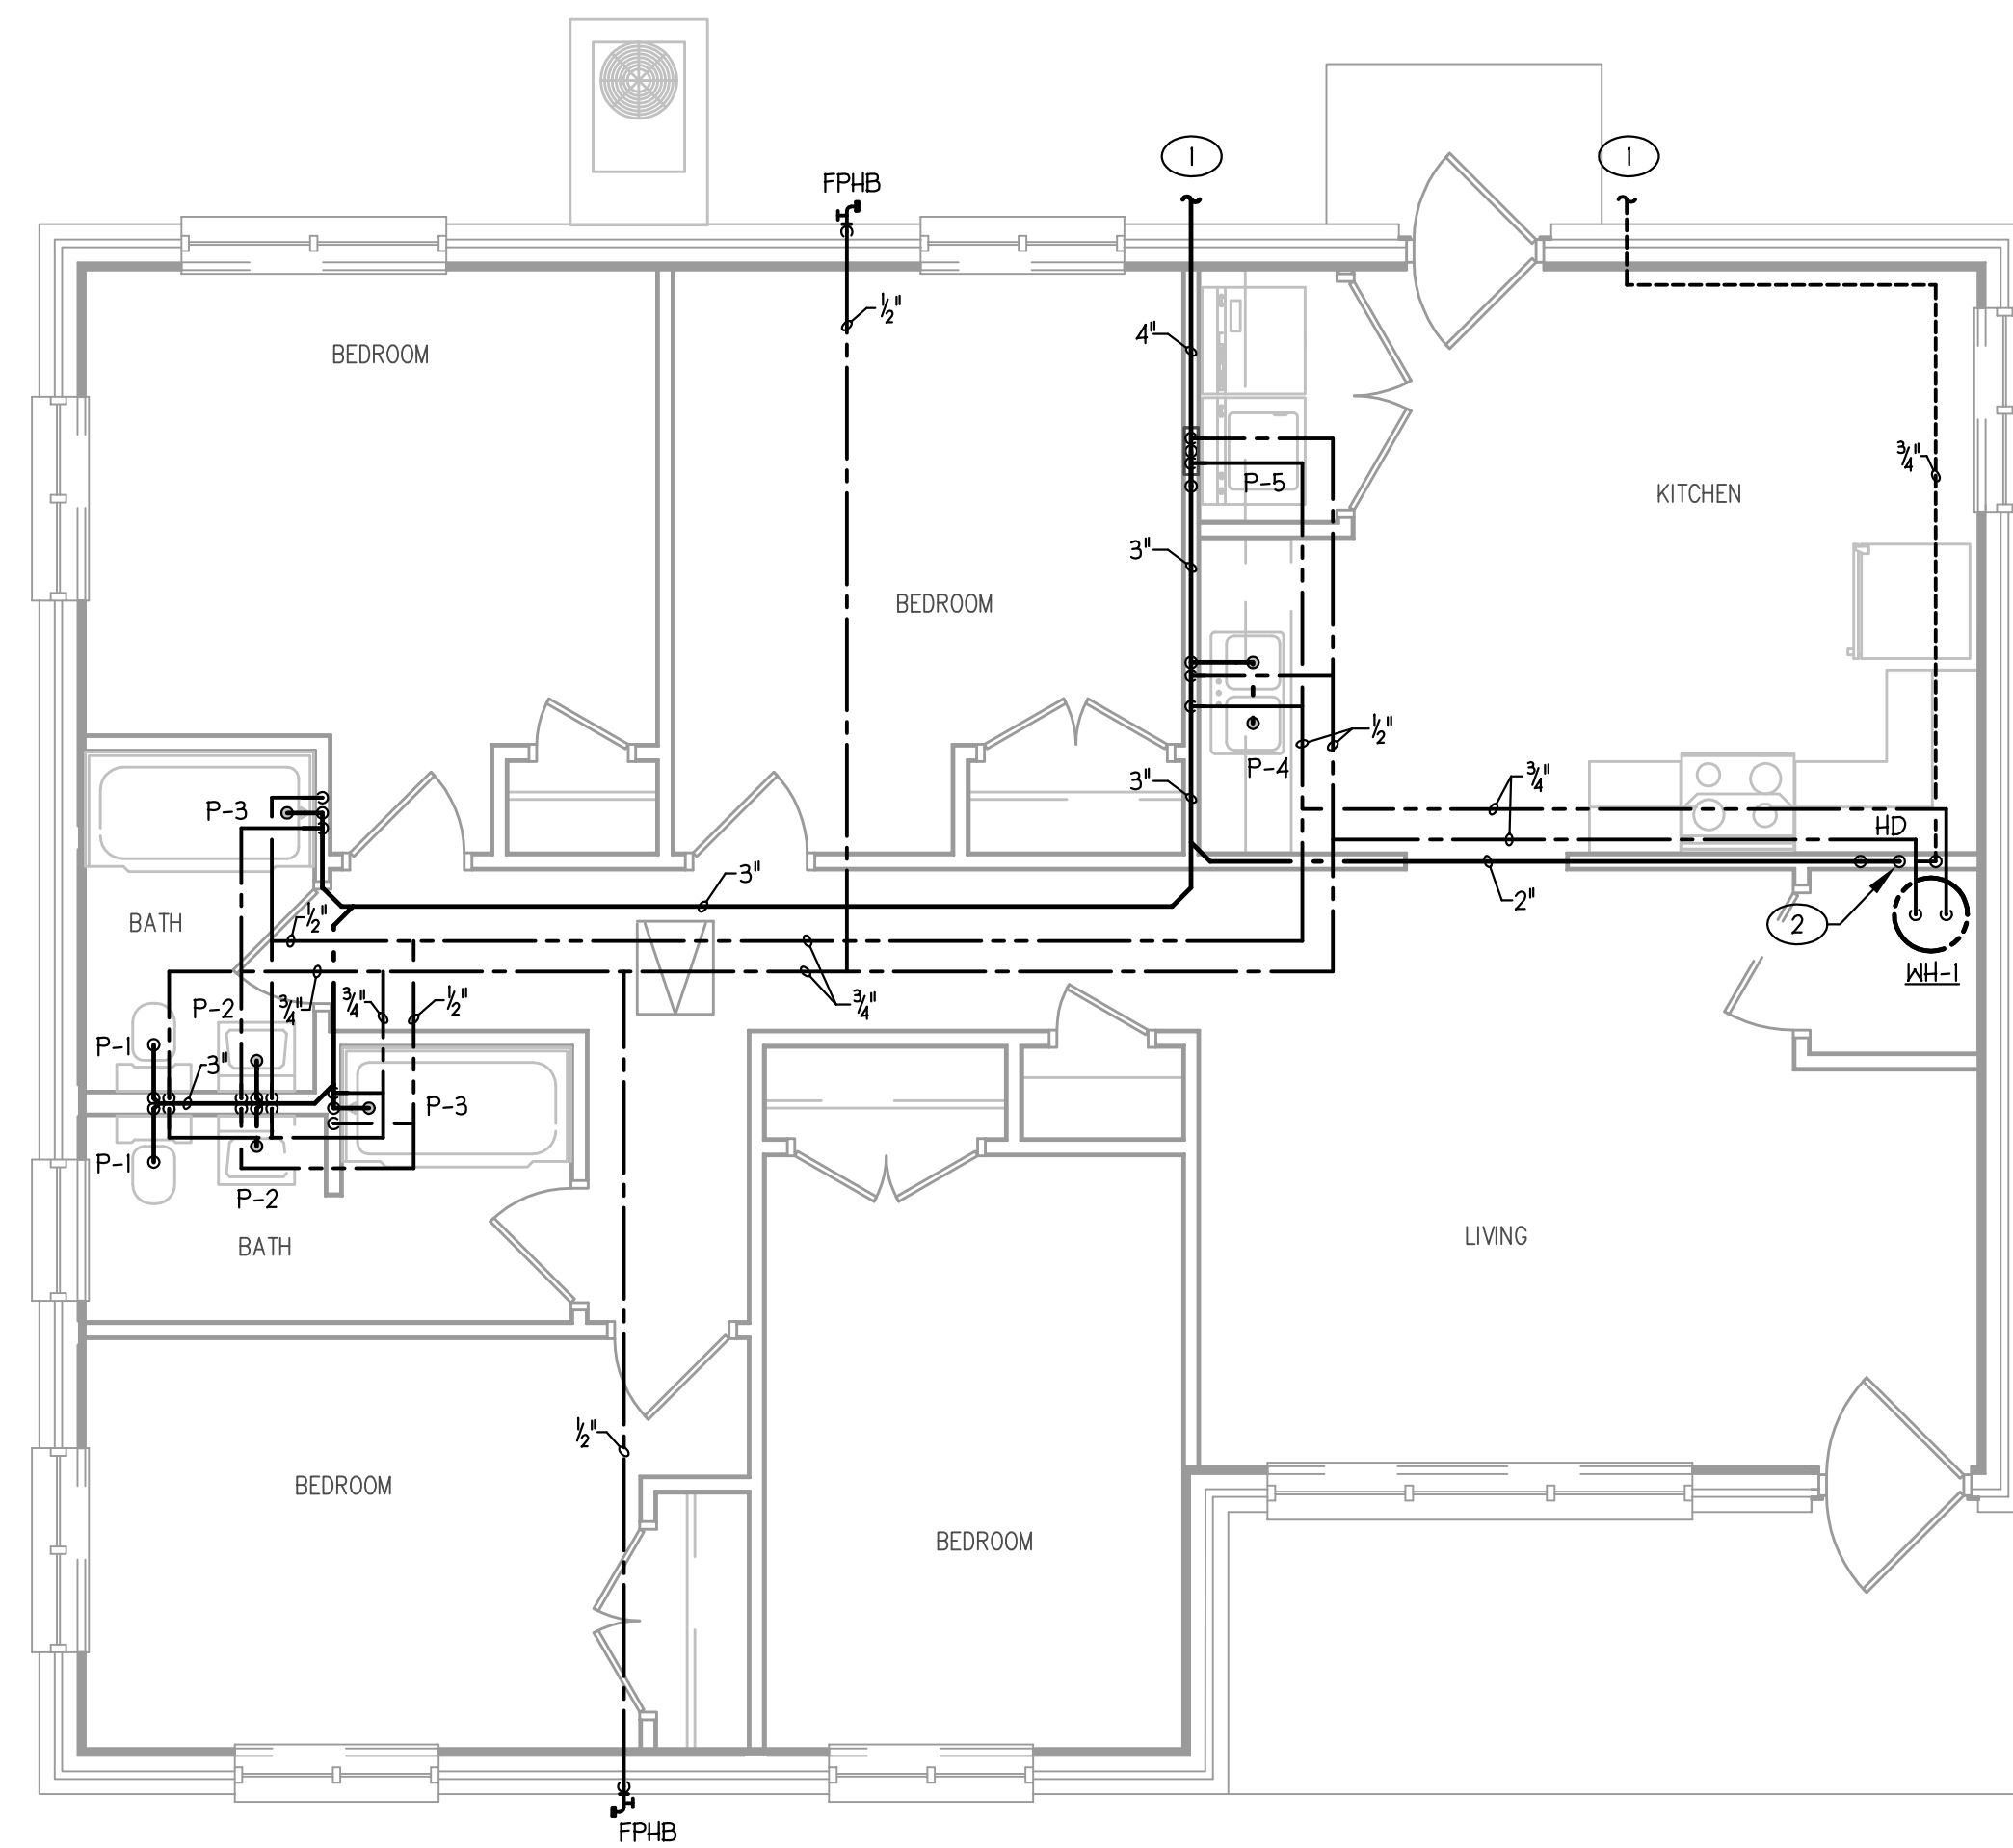 1
1
FPHB
1/2"
4"
BEDROOM
3/4"
P-5
KITCHEN
3"
BEDROOM
1/2"
P-4
3"
3/4"
P-3
HD
3"
2"
1/2"
BATH
2
WH-1
P-2
3/4"
3/4"
1/2"
3/4"
P-1
3"
P-3
P-1
P-2
BATH
LIVING
1/2"
BEDROOM
BEDROOM
FPHB